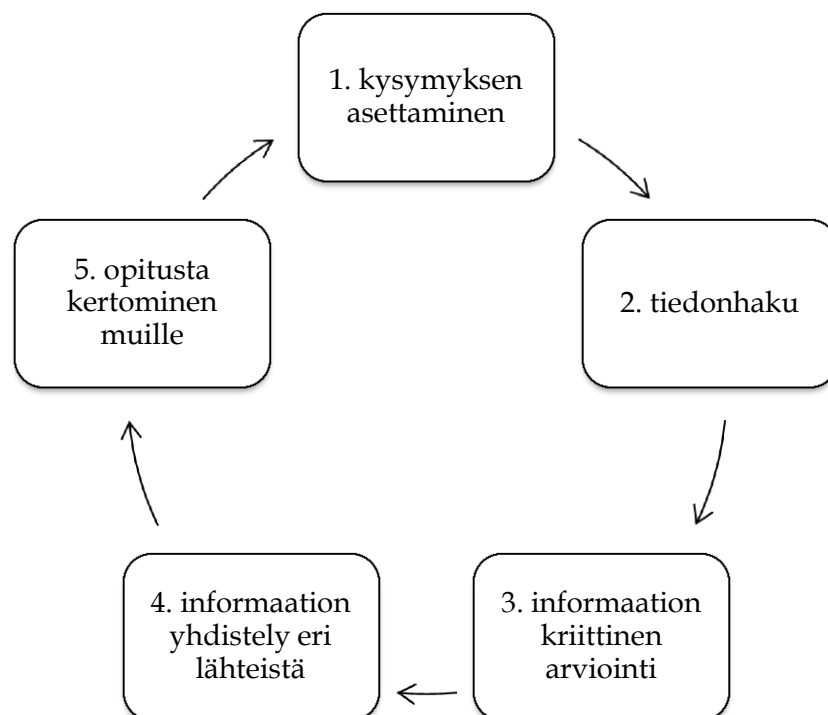 1. kysymyksen
asettaminen
2. tiedonhaku
3. informaation
kriittinen
arviointi
4. informaation
yhdistely eri
lähteistä
5. opitusta
kertominen
muille